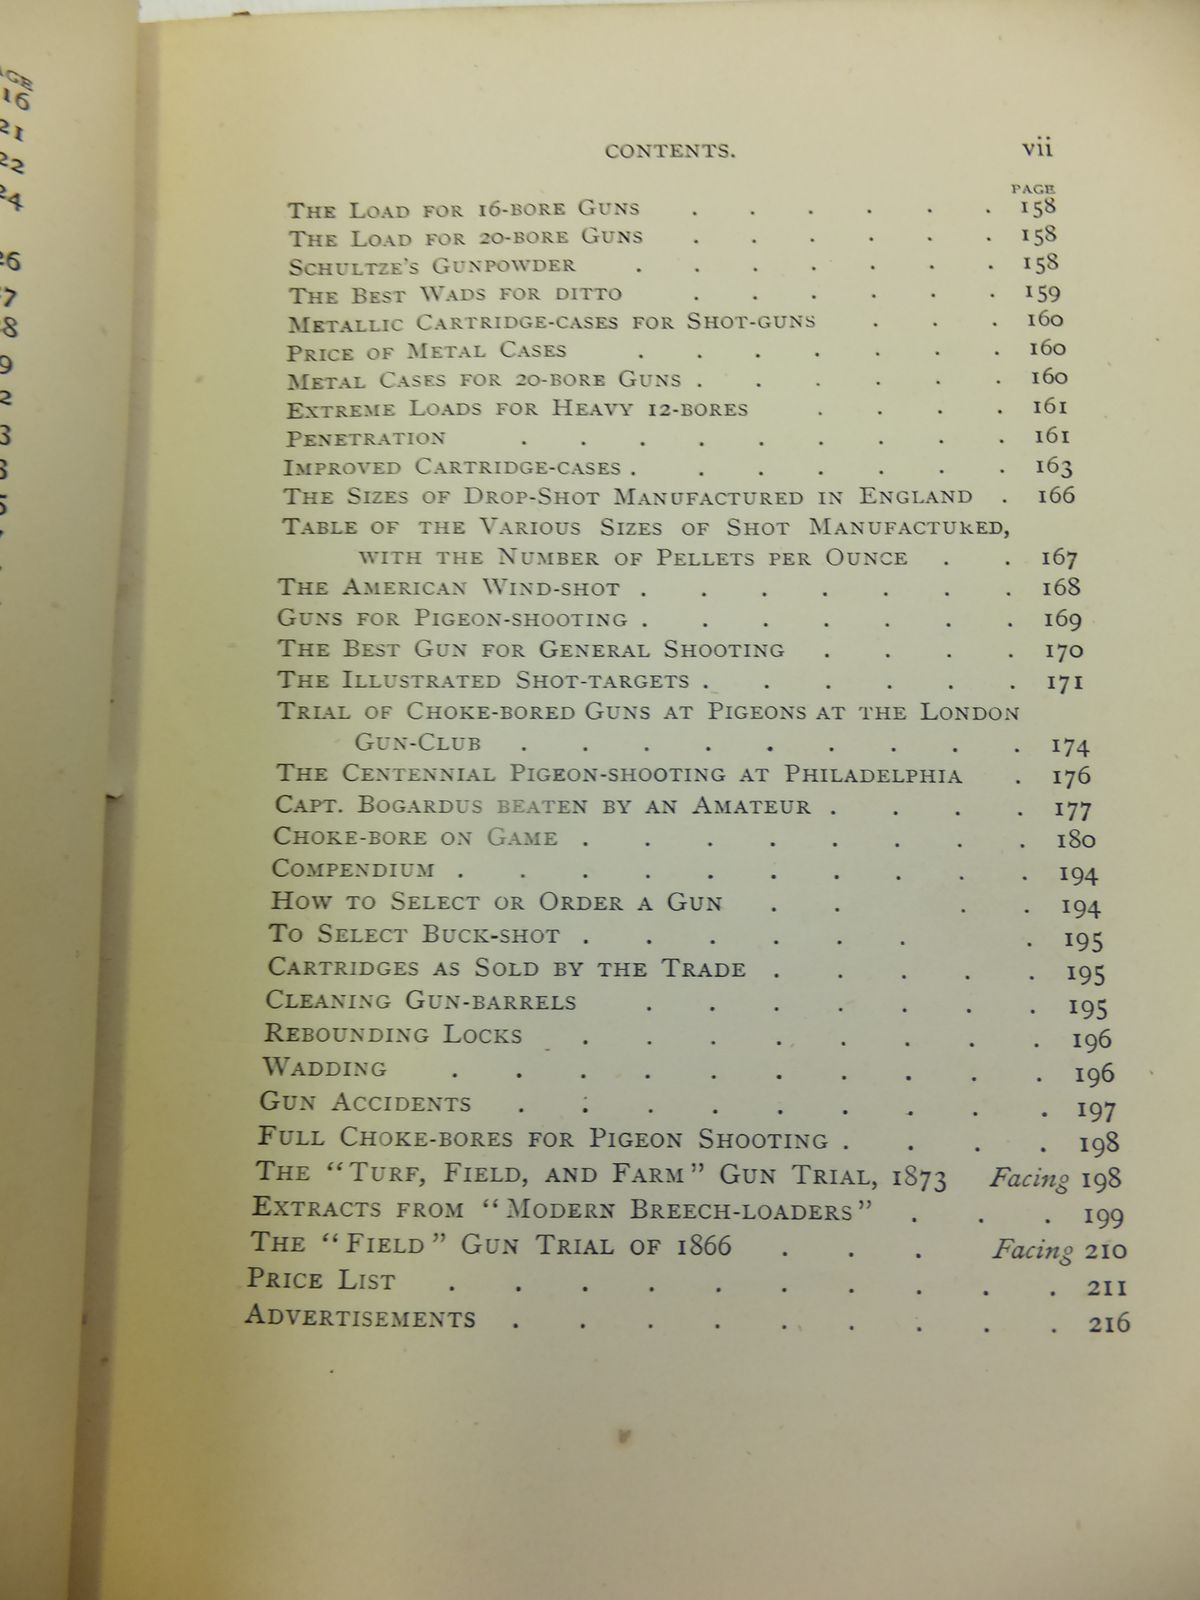 CONTENTS. vii
PAGE
THE LOAD FOR 16-BORE GUNS . . . . . . 158
THE LOAD FOR 20-BORE GUNS . . . . . . 158
SCHULTZE'S GUNPOWDER . . . . . . . 158
THE BEST WADS FOR DITTO . . . . . . 159
METALLIC CARTRIDGE-CASES FOR SHOT-GUNS . . . 160
PRICE OF METAL CASES . . . . . . . 160
METAL CASES FOR 20-BORE GUNS . . . . . . 160
EXTREME LOADS FOR HEAVY 12-BORES . . . . 161
PENETRATION . . . . . . . . . 161
IMPROVED CARTRIDGE-CASES . . . . . . . 163
THE SIZES OF DROP-SHOT MANUFACTURED IN ENGLAND . 166
TABLE OF THE VARIOUS SIZES OF SHOT MANUFACTURED,
WITH THE NUMBER OF PELLETS PER OUNCE . . 167
THE AMERICAN WIND-SHOT . . . . . . . 168
GUNS FOR PIGEON-SHOOTING . . . . . . . 169
THE BEST GUN FOR GENERAL SHOOTING . . . . 170
THE ILLUSTRATED SHOT-TARGETS . . . . . . 171
TRIAL OF CHOKE-BORED GUNS AT PIGEONS AT THE LONDON
GUN-CLUB . . . . . . . . . 174
THE CENTENNIAL PIGEON-SHOOTING AT PHILADELPHIA . 176
CAPT. BOGARDUS BEATEN BY AN AMATEUR . . . . 177
CHOKE-BORE ON GAME . . . . . . . . 180
COMPENDIUM . . . . . . . . . . 194
HOW TO SELECT OR ORDER A GUN . . . . 194
TO SELECT BUCK-SHOT . . . . . . . 195
CARTRIDGES AS SOLD BY THE TRADE . . . . . 195
CLEANING GUN-BARRELS . . . . . . . 195
REBOUNDING LOCKS . . . . . . . . 196
WADDING . . . . . . . . . . 196
GUN ACCIDENTS . . . . . . . . . 197
FULL CHOKE-BORES FOR PIGEON SHOOTING . . . . 198
THE "TURF, FIELD, AND FARM" GUN TRIAL, 1873 Facing 198
EXTRACTS FROM "MODERN BREECH-LOADERS" . . . 199
THE "FIELD" GUN TRIAL OF 1866 . . . Facing 210
PRICE LIST . . . . . . . . . . 211
ADVERTISEMENTS . . . . . . . . . 216